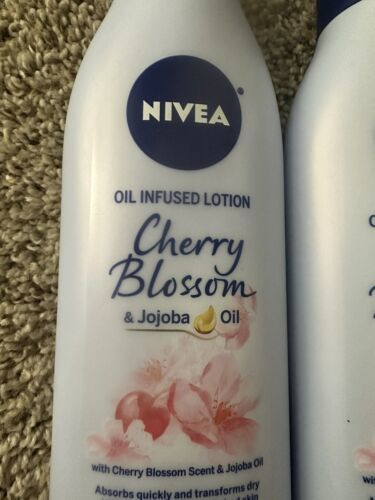 NIVEA®
OIL INFUSED LOTION
Cherry
Blossom
& Jojoba Oil
with Cherry Blossom Scent & Jojoba Oil
Absorbs quickly and transforms dry
skin